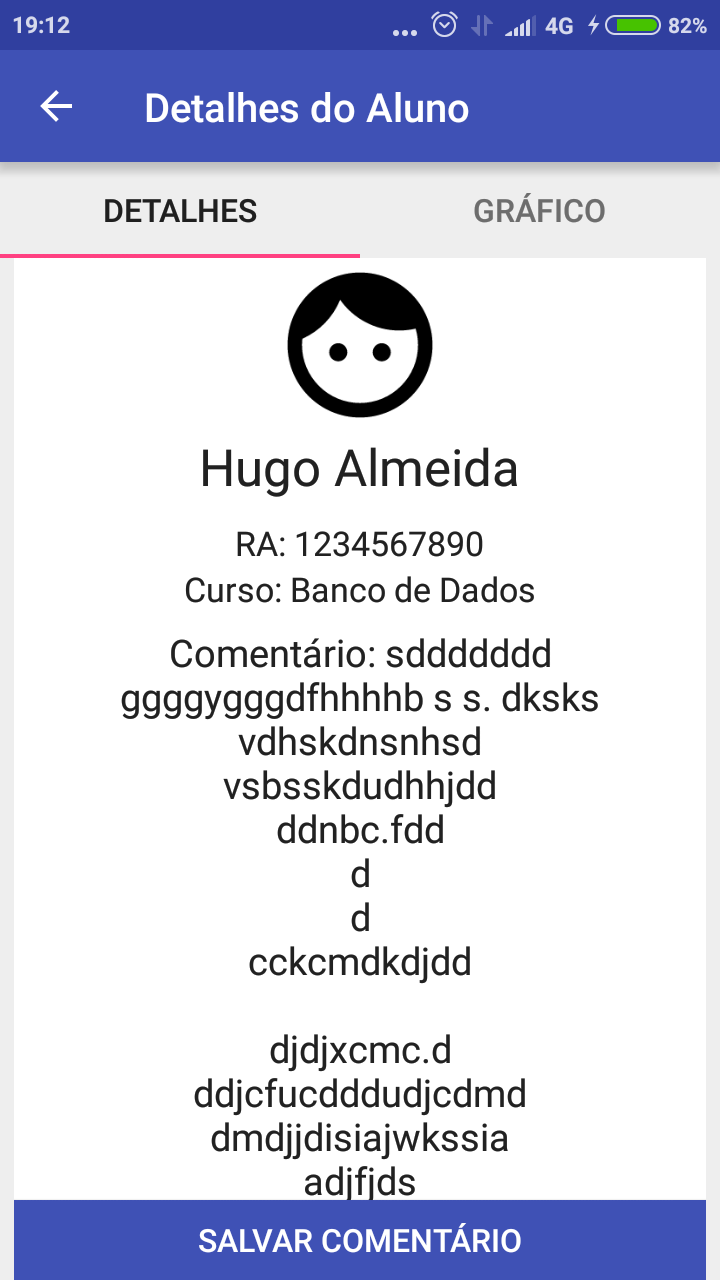 19:12
... 4G 82%
Detalhes do Aluno
DETALHES
GRÁFICO
Hugo Almeida
RA: 1234567890
Curso: Banco de Dados
Comentário: sddddddd
ggggygggdfhhhhb s s. dksks
vdhskdnsnhsd
vsbsskdudhhjdd
ddnbc.fdd
d
d
cckcmdkdjdd
djdjxcmc.d
ddjcfucdddudjcdmd
dmdjjdisiajwkssia
adjfjds
SALVAR COMENTÁRIO